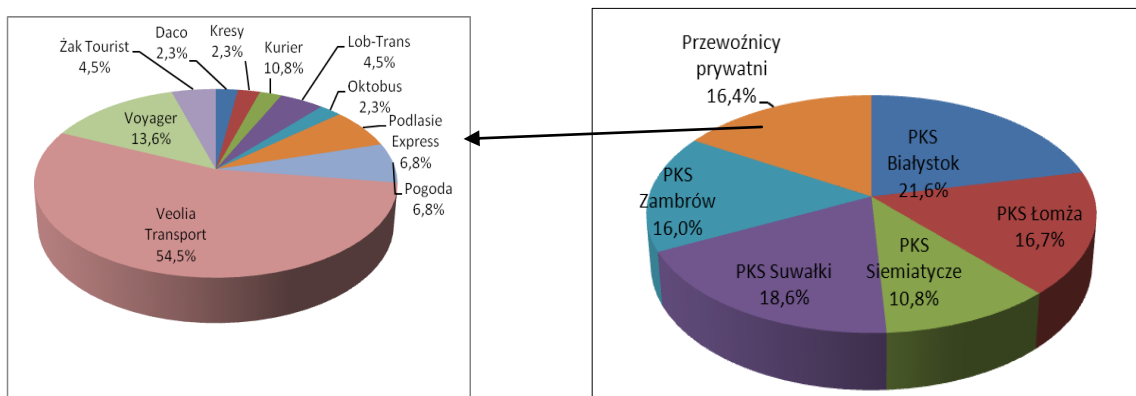 Żak Tourist
4,5%
Daco
2,3%
Kresy
2,3%
Kurier
10,8%
Lob-Trans
4,5%
Oktobus
2,3%
Podlasie
Express
6,8%
Pogoda
6,8%
Veolia
Transport
54,5%
Voyager
13,6%
Przewoźnicy
prywatni
16,4%
PKS
Białystok
21,6%
PKS Łomża
16,7%
PKS
Siemiatycze
10,8%
PKS Suwałki
18,6%
PKS
Zambrów
16,0%